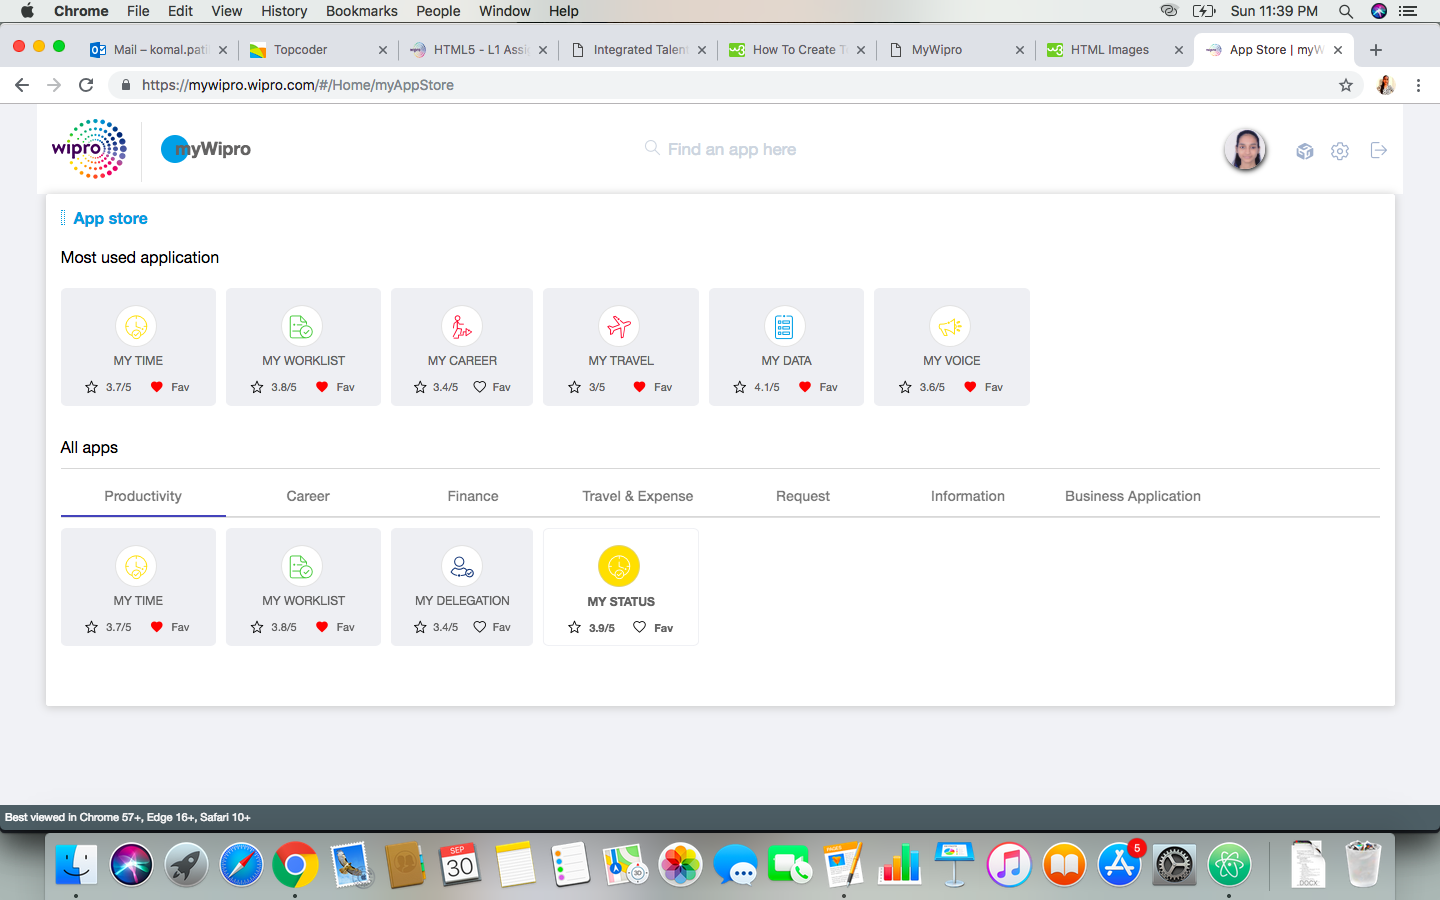 Chrome File Edit View History Bookmarks People Window Help Sun 11:39 PM
Mail – komal.pati Topcoder HTML5 - L1 Assi Integrated Talen How To Create T MyWipro HTML Images App Store | myW
https://mywipro.wipro.com/#/Home/myAppStore
wipro myWipro Find an app here
App store
Most used application
MY TIME MY WORKLIST MY CAREER MY TRAVEL MY DATA MY VOICE
3.7/5 Fav 3.8/5 Fav 3.4/5 Fav 3/5 Fav 4.1/5 Fav 3.6/5 Fav
All apps
Productivity Career Finance Travel & Expense Request Information Business Application
MY TIME MY WORKLIST MY DELEGATION MY STATUS
3.7/5 Fav 3.8/5 Fav 3.4/5 Fav 3.9/5 Fav
Best viewed in Chrome 57+, Edge 16+, Safari 10+
SEP
30
3D
PAGES
5
.DOCX